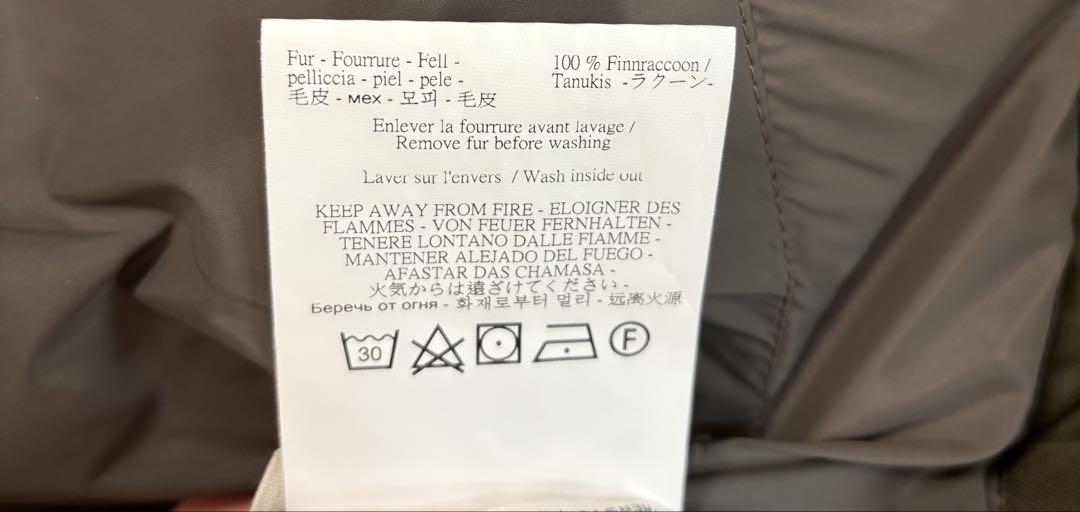 Fur - Fourrure - Fell -
pelliccia - piel - pele -
毛皮 - мех - 모피 - 毛皮
100 % Finnraccoon /
Tanukis -ラクーン-
Enlever la fourrure avant lavage /
Remove fur before washing
Laver sur l'envers / Wash inside out
KEEP AWAY FROM FIRE - ELOIGNER DES
FLAMMES - VON FEUER FERNHALTEN -
TENERE LONTANO DALLE FIAMME -
MANTENER ALEJADO DEL FUEGO -
AFASTAR DAS CHAMASA -
火気からは遠ざけてください -
Беречь от огня - 화재로부터 멀리 - 远离火源
30
F